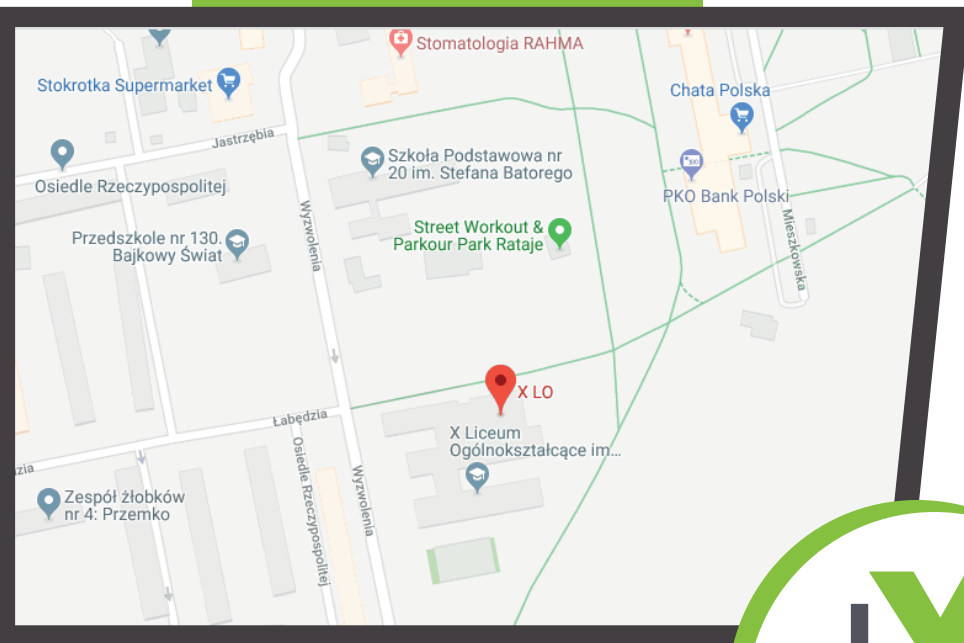 Stomatologia RAHMA
Stokrotka Supermarket
Chata Polska
Jastrzębia
Szkoła Podstawowa nr
20 im. Stefana Batorego
Osiedle Rzeczypospolitej
PKO Bank Polski
Wyzwolenia
Street Workout &
Parkour Park Rataje
Przedszkole nr 130.
Bajkowy Świat
Mieszkowska
X LO
Łabędzia
X Liceum
Ogólnokształcące im...
zia
Osiedle Rzeczypospolitej
Wyzwolenia
Zespół żłobków
nr 4: Przemko